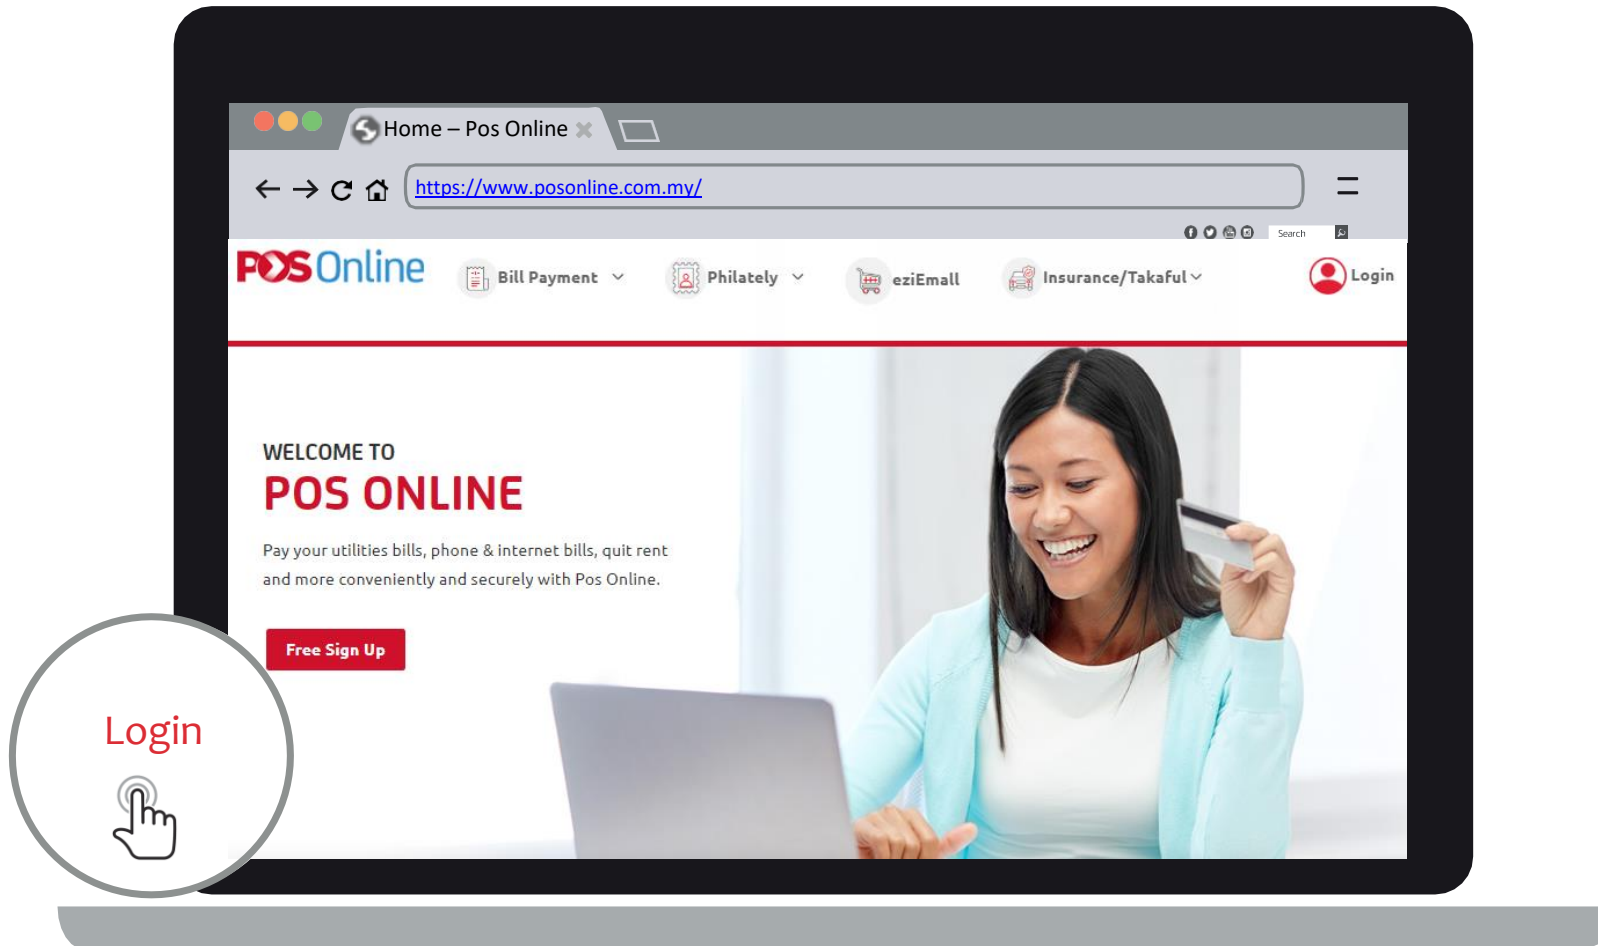 Home – Pos Online
https://www.posonline.com.my/
Search
POS Online
Bill Payment
Philately
eziEmall
Insurance/Takaful
Login
WELCOME TO
POS ONLINE
Pay your utilities bills, phone & internet bills, quit rent
and more conveniently and securely with Pos Online.
Free Sign Up
Login